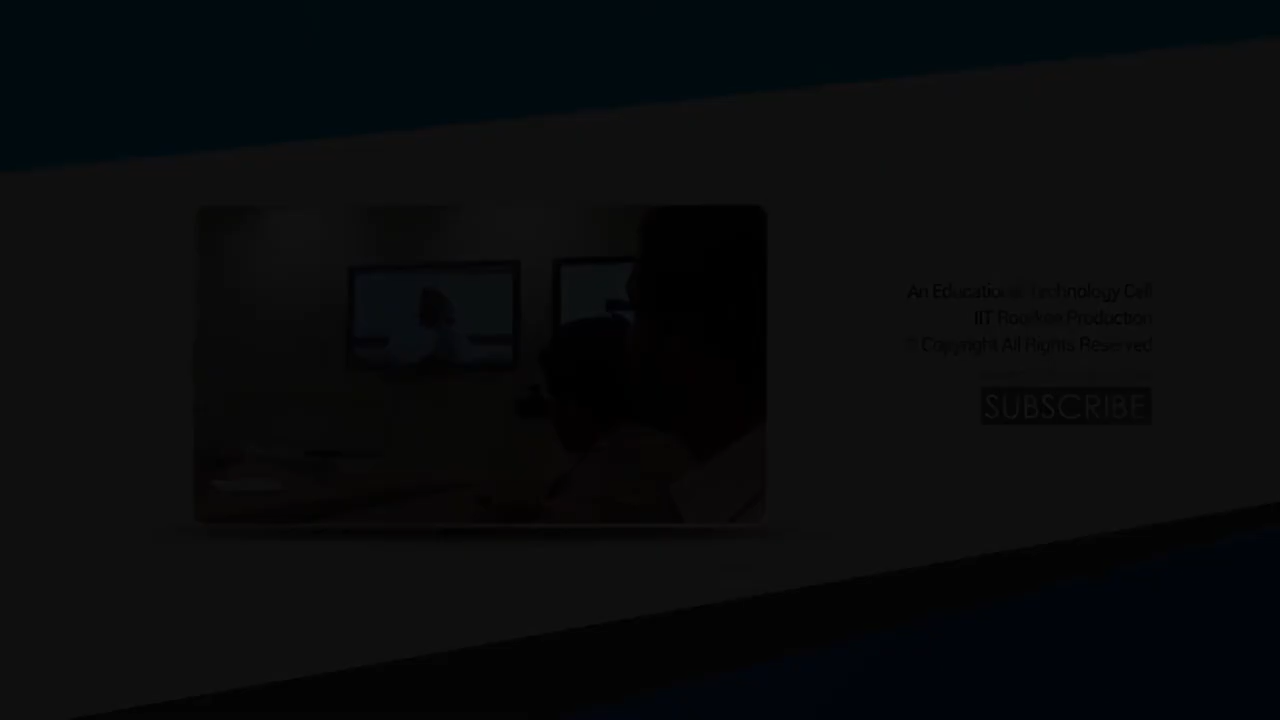 An Educational Technology Cell
IIT Roorkee Production
© Copyright All Rights Reserved
SUBSCRIBE